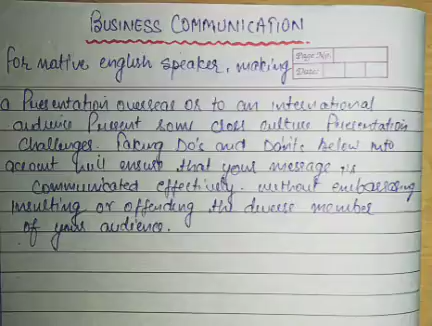 BUSINESS COMMUNICATION
Page No.
Date:
for native english speaker, making
a Presentation overseas or to an international
audience Present some cross culture Presentation
challenges. Taking Do's and Don'ts below into
account will ensure that your message is
communicated effectively. without embarrassing
insulting or offending the diverse member
of your audience.